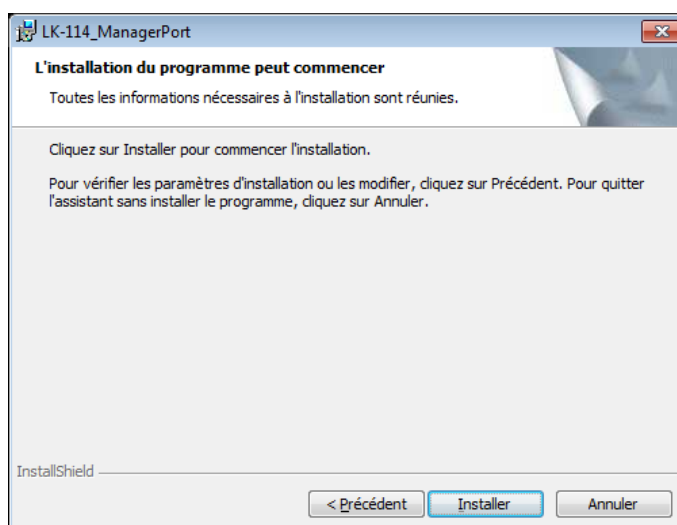 LK-114_ManagerPort
L'installation du programme peut commencer
Toutes les informations nécessaires à l'installation sont réunies.
Cliquez sur Installer pour commencer l'installation.
Pour vérifier les paramètres d'installation ou les modifier, cliquez sur Précédent. Pour quitter
l'assistant sans installer le programme, cliquez sur Annuler.
InstallShield
< Précédent Installer Annuler